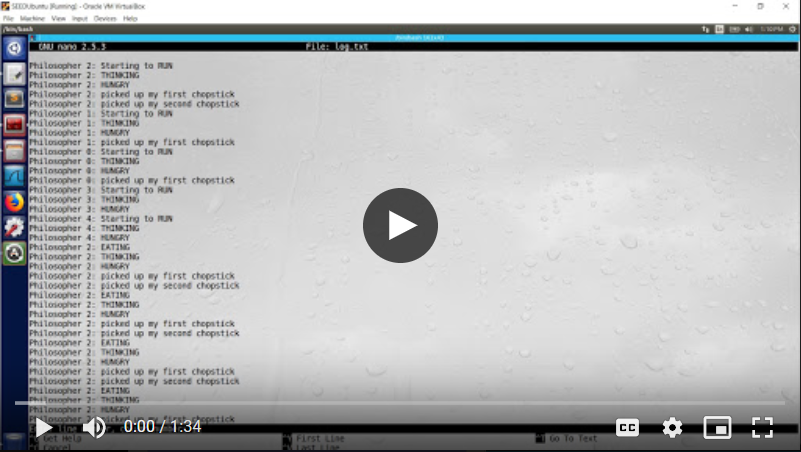 SEEDUbuntu [Running] - Oracle VM VirtualBox
File Machine View Input Devices Help
/bin/bash
1:10PM
GNU nano 2.5.3 File: log.txt
Philosopher 2: Starting to RUN
Philosopher 2: THINKING
Philosopher 2: HUNGRY
Philosopher 2: picked up my first chopstick
Philosopher 2: picked up my second chopstick
Philosopher 1: Starting to RUN
Philosopher 1: THINKING
Philosopher 1: HUNGRY
Philosopher 1: picked up my first chopstick
Philosopher 0: Starting to RUN
Philosopher 0: THINKING
Philosopher 0: HUNGRY
Philosopher 0: picked up my first chopstick
Philosopher 3: Starting to RUN
Philosopher 3: THINKING
Philosopher 3: HUNGRY
Philosopher 4: Starting to RUN
Philosopher 4: THINKING
Philosopher 4: HUNGRY
Philosopher 2: EATING
Philosopher 2: THINKING
Philosopher 2: HUNGRY
Philosopher 2: picked up my first chopstick
Philosopher 2: picked up my second chopstick
Philosopher 2: EATING
Philosopher 2: THINKING
Philosopher 2: HUNGRY
Philosopher 2: picked up my first chopstick
Philosopher 2: picked up my second chopstick
Philosopher 2: EATING
Philosopher 2: THINKING
Philosopher 2: HUNGRY
Philosopher 2: picked up my first chopstick
Philosopher 2: picked up my second chopstick
Philosopher 2: EATING
Philosopher 2: THINKING
Philosopher 2: HUNGRY
Philosopher 2: picked up my first chopstick
line
0:00 / 1:34 CC
Get Help First Line Go To Text
Cancel Last Line